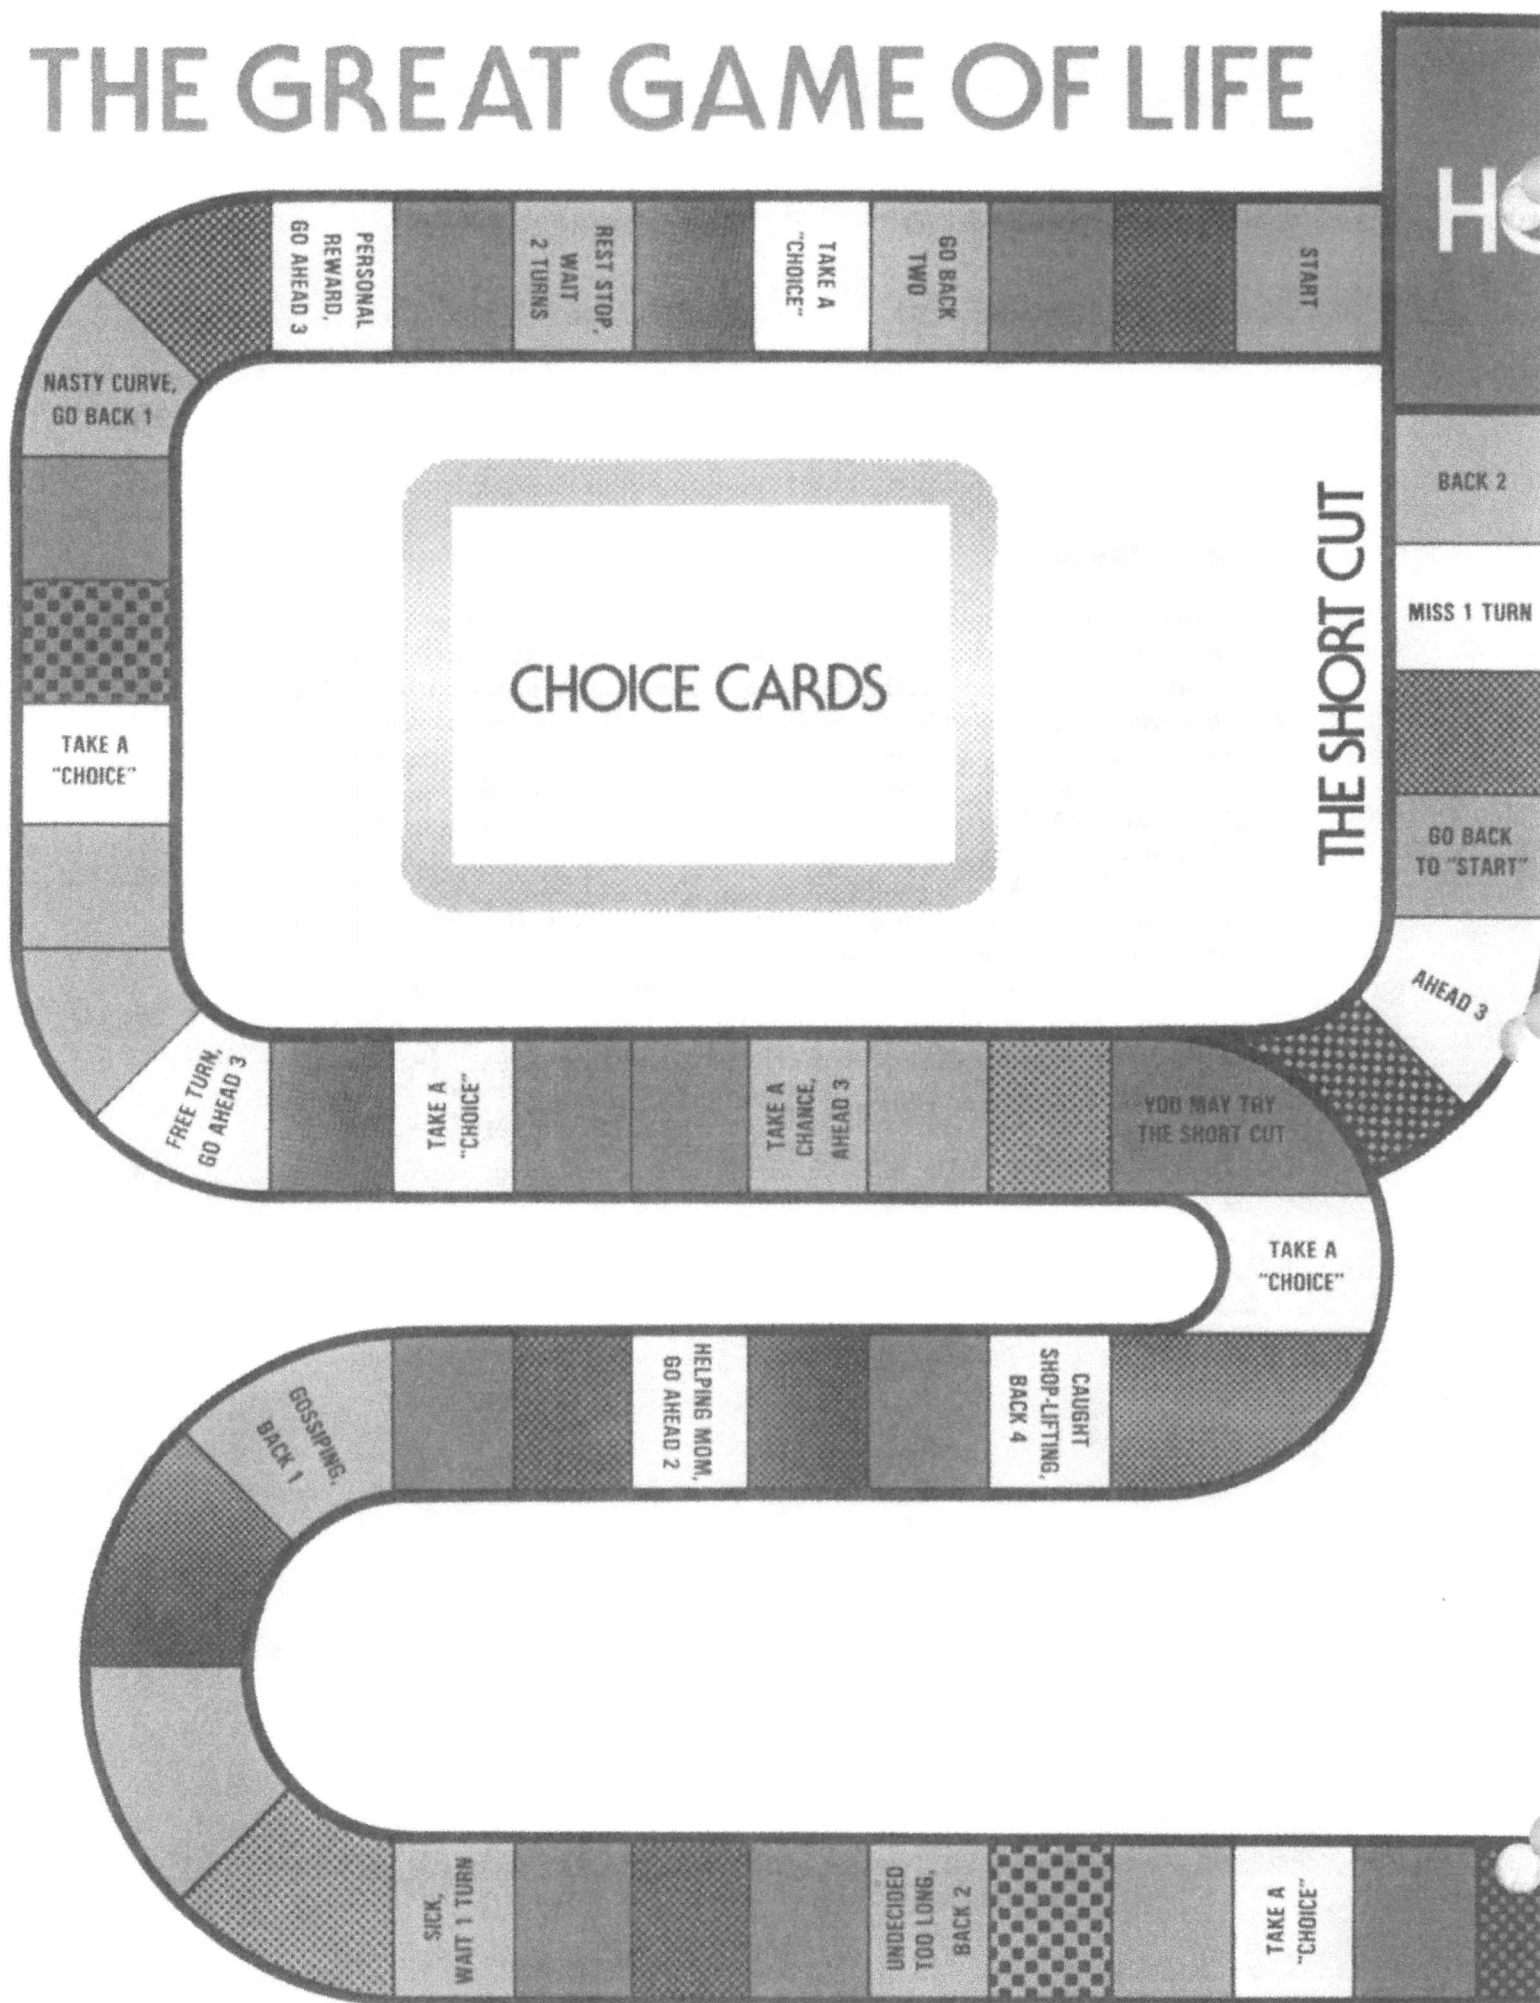 THE GREAT GAME OF LIFE
START
GO BACK
TWO
TAKE A
"CHOICE"
REST STOP,
WAIT
2 TURNS
PERSONAL
REWARD,
GO AHEAD 3
NASTY CURVE,
GO BACK 1
TAKE A
"CHOICE"
FREE TURN,
GO AHEAD 3
TAKE A
"CHOICE"
TAKE A
CHANCE,
AHEAD 3
YOU MAY TRY
THE SHORT CUT
TAKE A
"CHOICE"
CAUGHT
SHOP-LIFTING,
BACK 4
HELPING MOM,
GO AHEAD 2
GOSSIPING,
BACK 1
SICK,
WAIT 1 TURN
UNDECIDED
TOO LONG,
BACK 2
TAKE A
"CHOICE"
CHOICE CARDS
THE SHORT CUT
AHEAD 3
GO BACK
TO "START"
MISS 1 TURN
BACK 2